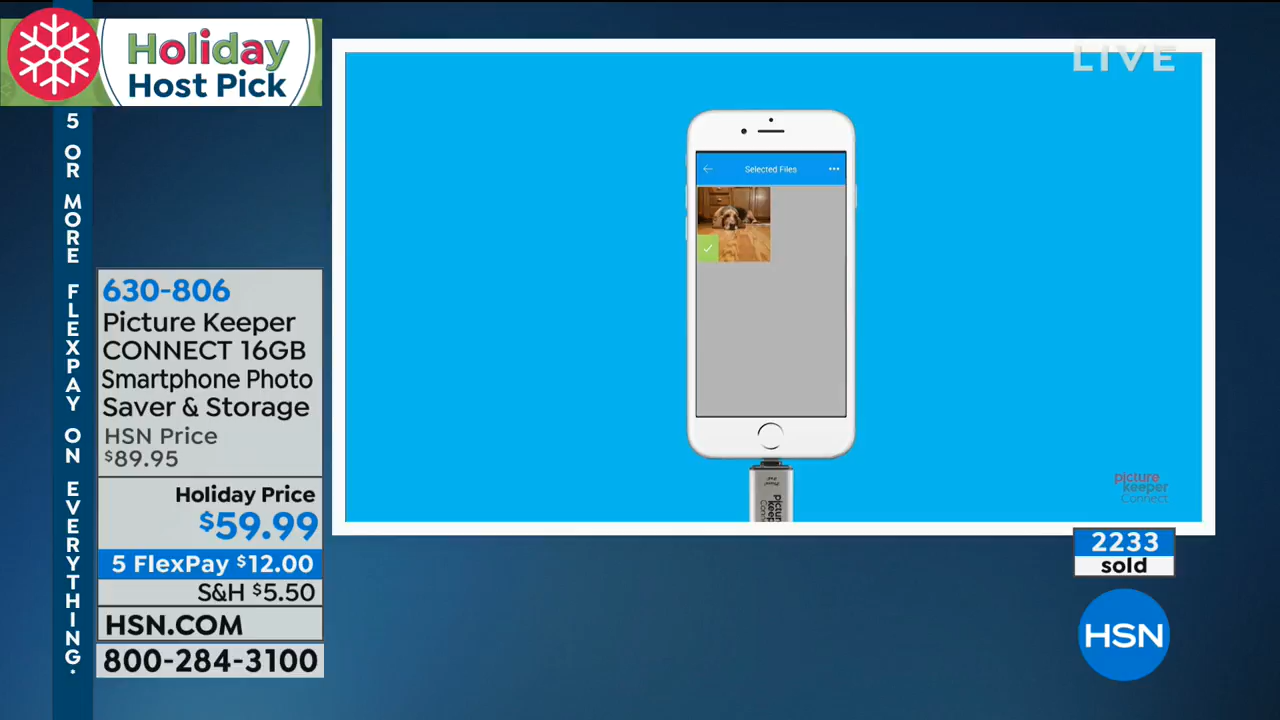 Holiday
Host Pick
5 OR MORE FLEXPAY ON EVERYTHING.
630-806
Picture Keeper
CONNECT 16GB
Smartphone Photo
Saver & Storage
HSN Price
$89.95
Holiday Price
$59.99
5 FlexPay $12.00
S&H $5.50
HSN.COM
800-284-3100
LIVE
Selected Files
picture
keeper
Connect
picture
keeper
2233
sold
HSN